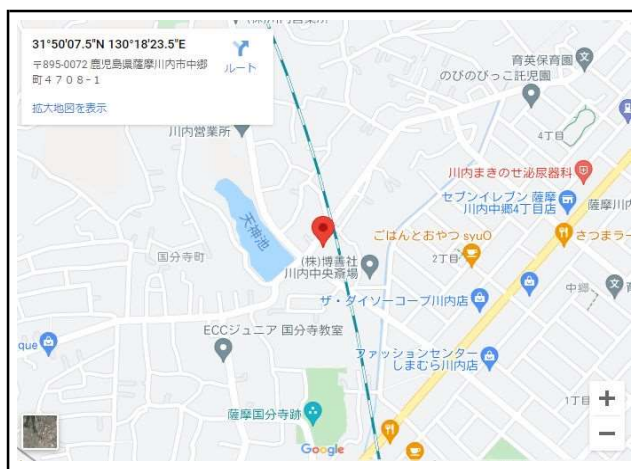 31°50'07.5"N 130°18'23.5"E
〒895-0072 鹿児島県薩摩川内市中郷
町４７０８−１
ルート
拡大地図を表示
川内営業所
育英保育園
のびのびっこ託児園
4丁目
川内まきのせ泌尿器科
セブンイレブン 薩摩
川内中郷4丁目店
薩摩川内
天神池
国分寺町
ごはんとおやつ syuO
2丁目
さつまラー
(株)博善社
川内中央斎場
ザ・ダイソーコープ川内店
中郷
ECCジュニア 国分寺教室
que
ファッションセンター
しまむら川内店
1丁目
薩摩国分寺跡
Google